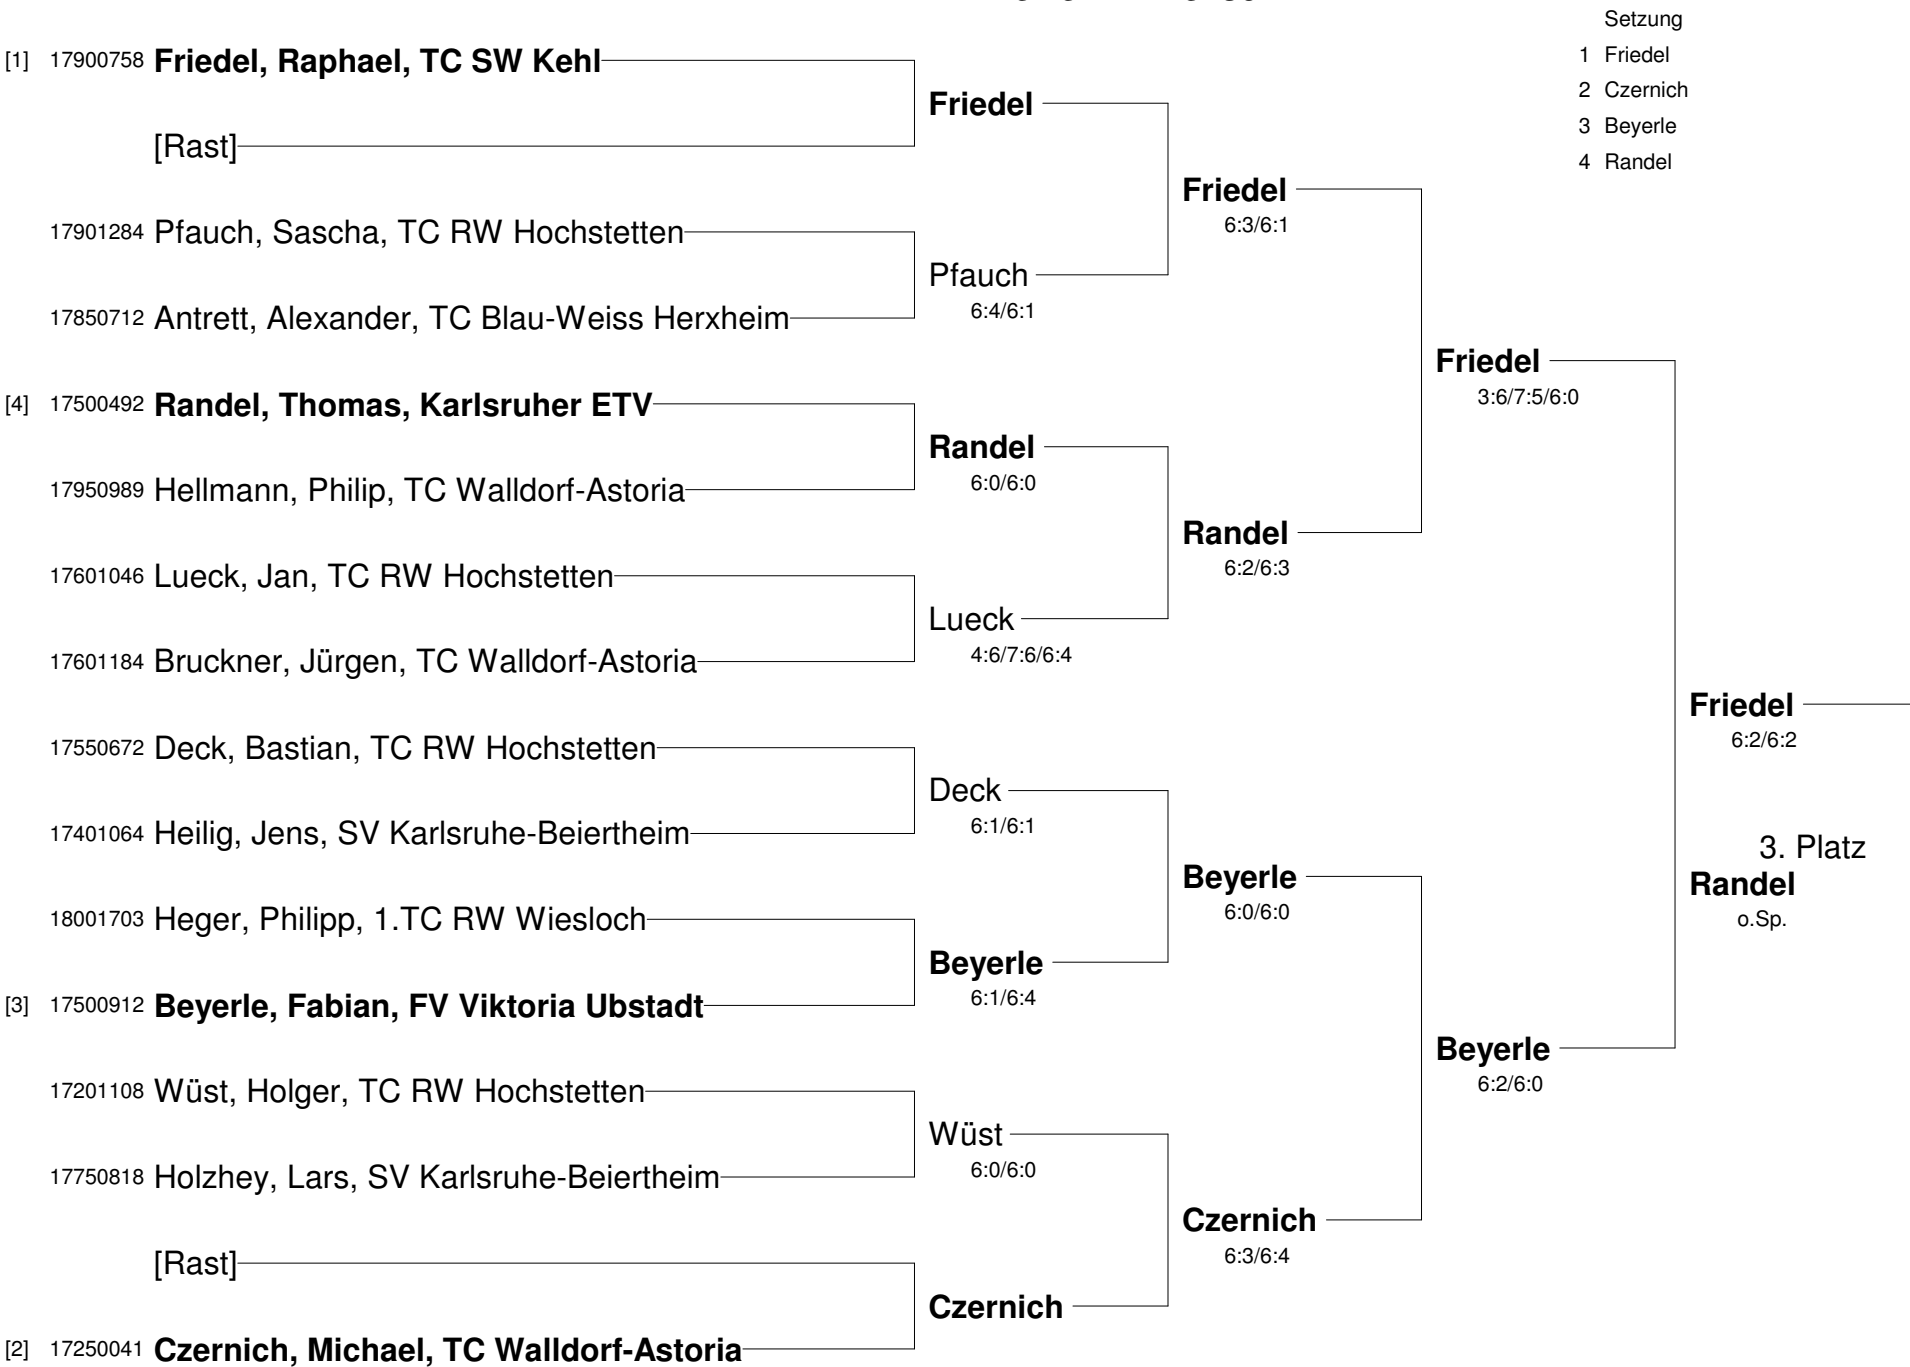 Setzung
1 Friedel
2 Czernich
3 Beyerle
4 Randel
[1] 17900758 Friedel, Raphael, TC SW Kehl
Friedel
[Rast]
Friedel
6:3/6:1
17901284 Pfauch, Sascha, TC RW Hochstetten
Pfauch
6:4/6:1
17850712 Antrett, Alexander, TC Blau-Weiss Herxheim
Friedel
3:6/7:5/6:0
[4] 17500492 Randel, Thomas, Karlsruher ETV
Randel
6:0/6:0
17950989 Hellmann, Philip, TC Walldorf-Astoria
Randel
6:2/6:3
17601046 Lueck, Jan, TC RW Hochstetten
Lueck
4:6/7:6/6:4
17601184 Bruckner, Jürgen, TC Walldorf-Astoria
Friedel
6:2/6:2
17550672 Deck, Bastian, TC RW Hochstetten
Deck
6:1/6:1
17401064 Heilig, Jens, SV Karlsruhe-Beiertheim
3. Platz
Randel
o.Sp.
Beyerle
6:0/6:0
18001703 Heger, Philipp, 1.TC RW Wiesloch
Beyerle
6:1/6:4
[3] 17500912 Beyerle, Fabian, FV Viktoria Ubstadt
Beyerle
6:2/6:0
17201108 Wüst, Holger, TC RW Hochstetten
Wüst
6:0/6:0
17750818 Holzhey, Lars, SV Karlsruhe-Beiertheim
Czernich
6:3/6:4
[Rast]
Czernich
[2] 17250041 Czernich, Michael, TC Walldorf-Astoria